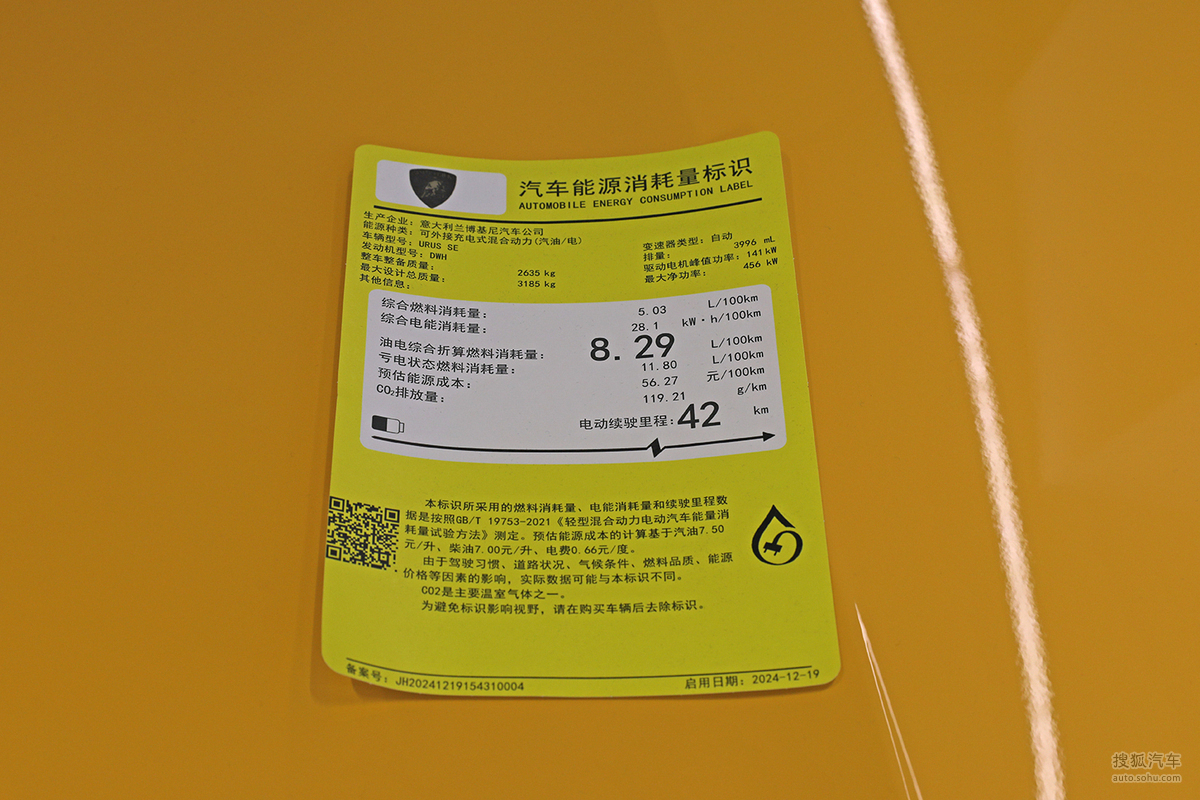 汽车能源消耗量标识
AUTOMOBILE ENERGY CONSUMPTION LABEL
生产企业：意大利兰博基尼汽车公司
能源种类：可外接充电式混合动力(汽油/电)
车辆型号：URUS SE
变速器类型：自动
发动机型号：DWH
排量： 3996 mL
整车整备质量： 2635 kg
驱动电机峰值功率：141 kW
最大设计总质量： 3185 kg
最大净功率： 456 kW
其他信息：
综合燃料消耗量： 5.03 L/100km
综合电能消耗量： 28.1 kW·h/100km
油电综合折算燃料消耗量： 8.29 L/100km
亏电状态燃料消耗量： 11.80 L/100km
预估能源成本： 56.27 元/100km
CO₂排放量： 119.21 g/km
电动续驶里程：42 km
本标识所采用的燃料消耗量、电能消耗量和续驶里程数
据是按照GB/T 19753-2021《轻型混合动力电动汽车能量消
耗量试验方法》测定。预估能源成本的计算基于汽油7.50
元/升、柴油7.00元/升、电费0.66元/度。
由于驾驶习惯、道路状况、气候条件、燃料品质、能源
价格等因素的影响，实际数据可能与本标识不同。
CO2是主要温室气体之一。
为避免标识影响视野，请在购买车辆后去除标识。
备案号：JH20241219154310004
启用日期：2024-12-19
搜狐汽车
auto.sohu.com